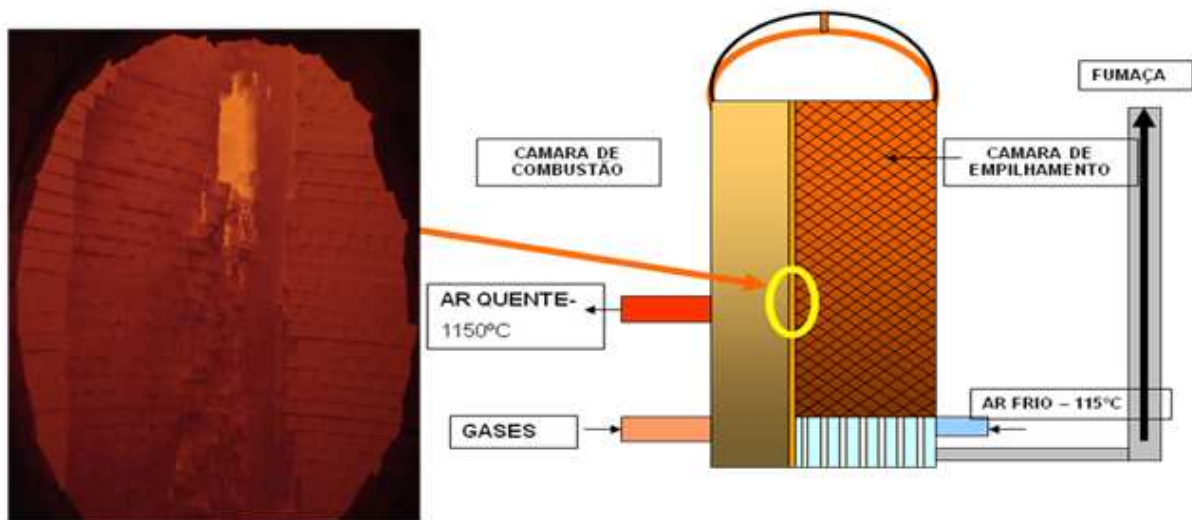 FUMAÇA
CAMARA DE
COMBUSTÃO
CAMARA DE
EMPILHAMENTO
AR QUENTE-
1150ºC
AR FRIO – 115ºC
GASES